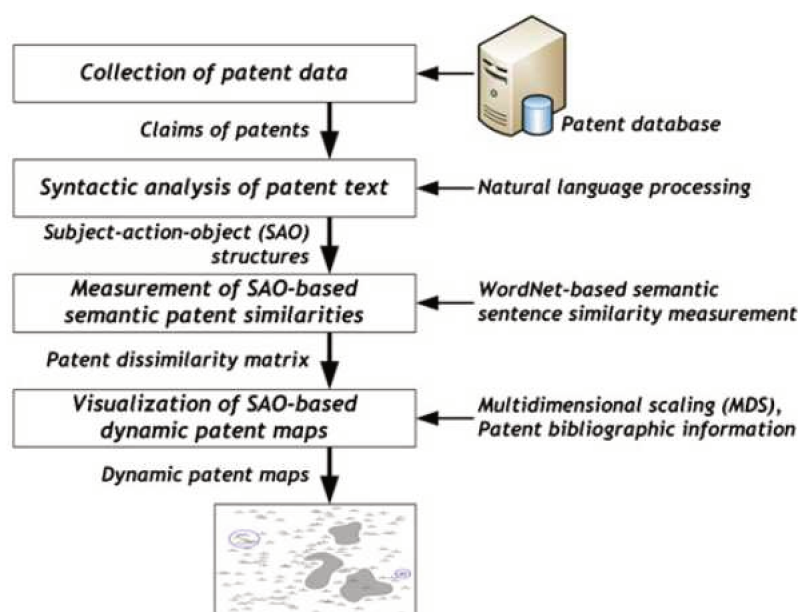 Collection of patent data
Patent database
Claims of patents
Syntactic analysis of patent text
Natural language processing
Subject-action-object (SAO)
structures
Measurement of SAO-based
semantic patent similarities
WordNet-based semantic
sentence similarity measurement
Patent dissimilarity matrix
Visualization of SAO-based
dynamic patent maps
Multidimensional scaling (MDS),
Patent bibliographic information
Dynamic patent maps